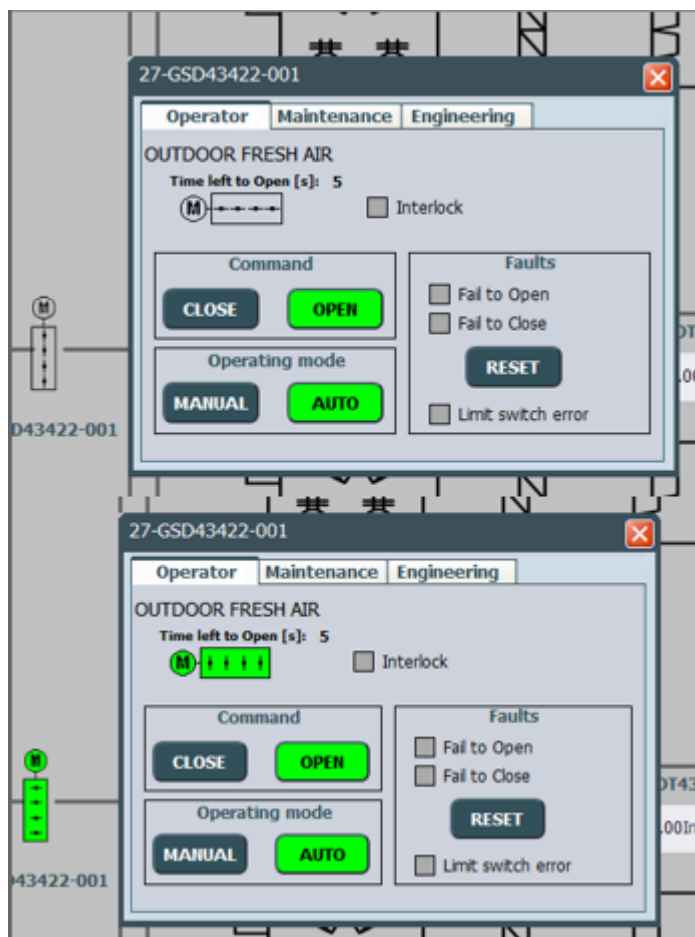 27-GSD43422-001
Operator Maintenance Engineering
OUTDOOR FRESH AIR
Time left to Open [s]: 5
M
Interlock
Command
CLOSE OPEN
Operating mode
MANUAL AUTO
Faults
Fail to Open
Fail to Close
RESET
Limit switch error
M
D43422-001
27-GSD43422-001
Operator Maintenance Engineering
OUTDOOR FRESH AIR
Time left to Open [s]: 5
M
Interlock
Command
CLOSE OPEN
Operating mode
MANUAL AUTO
Faults
Fail to Open
Fail to Close
RESET
Limit switch error
M
43422-001
DT43
.00In